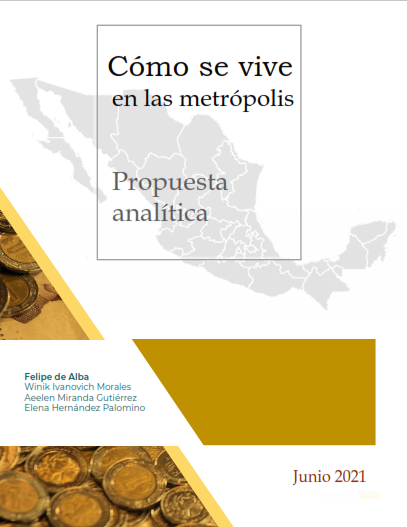 Cómo se vive
en las metrópolis
Propuesta
analítica
Felipe de Alba
Winik Ivanovich Morales
Aeelen Miranda Gutiérrez
Elena Hernández Palomino
Junio 2021